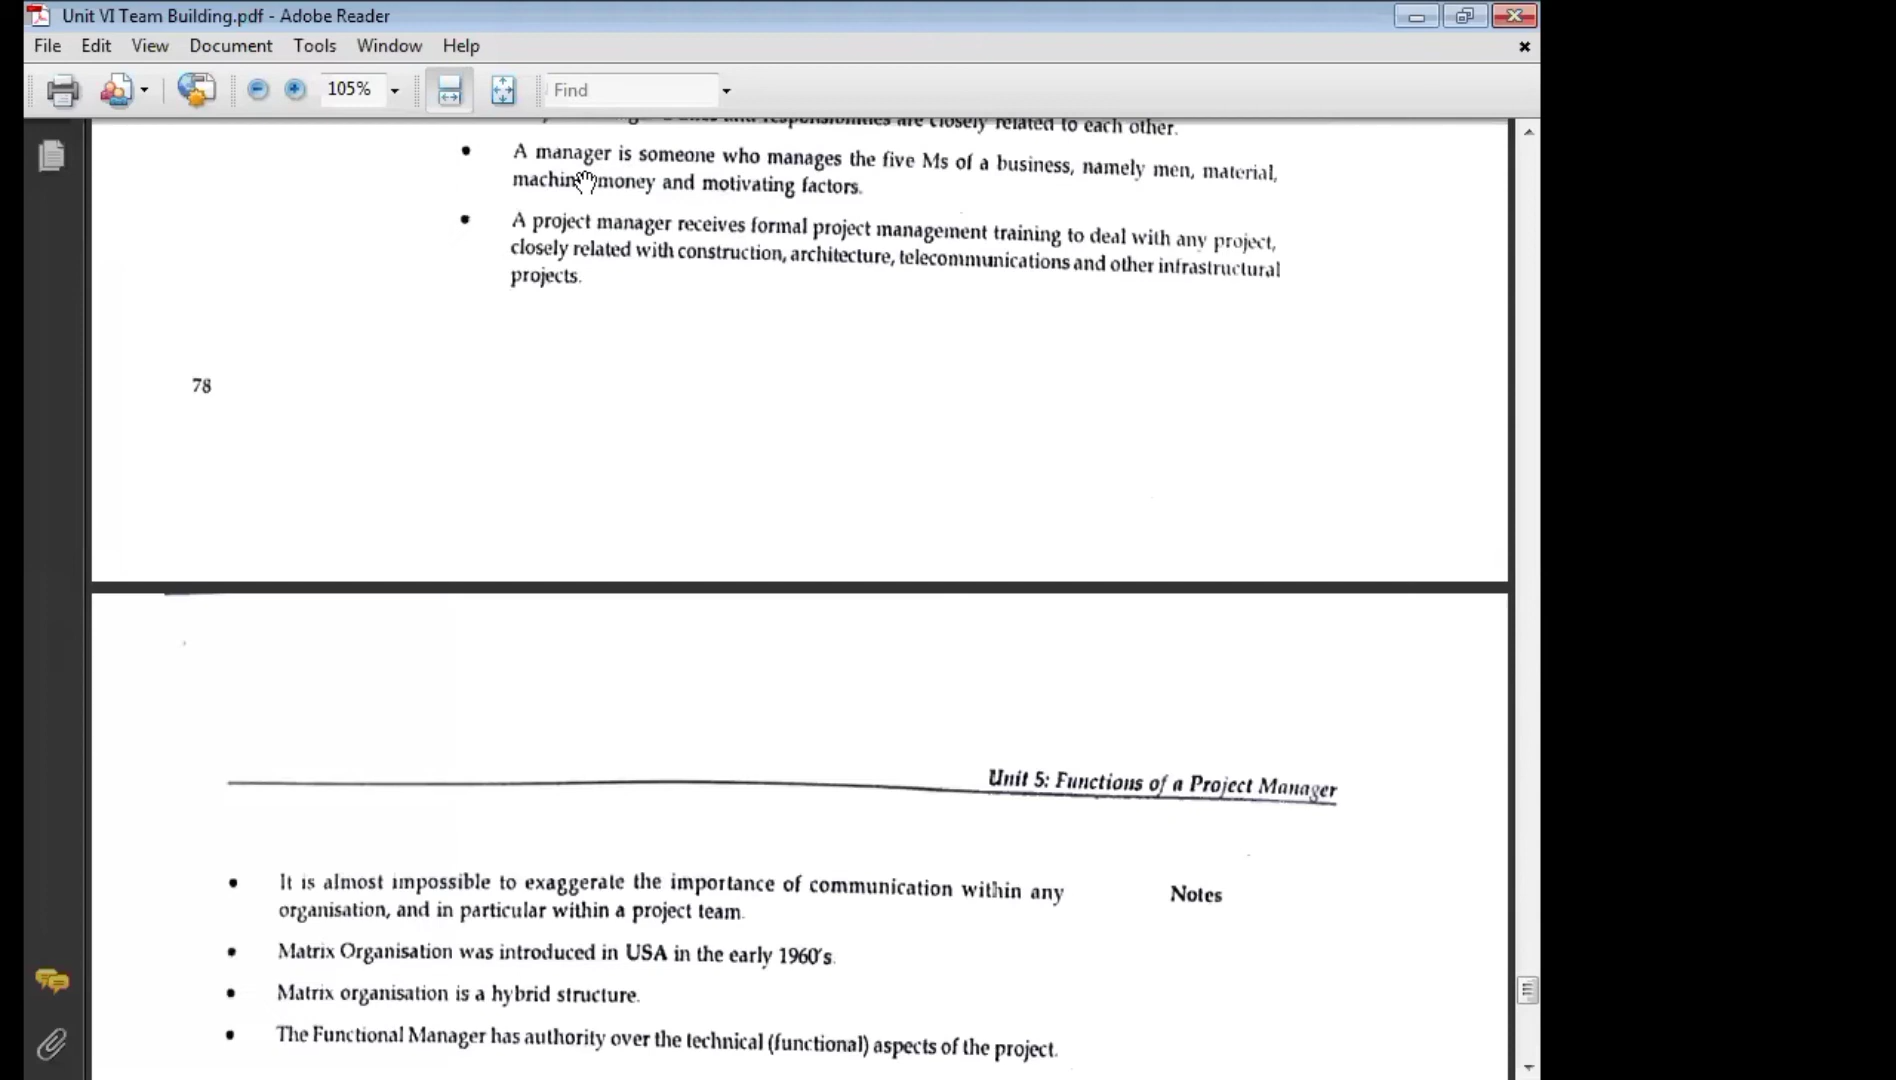 Unit VI Team Building.pdf - Adobe Reader
File Edit View Document Tools Window Help
105%
Find
responsibilities are closely related to each other.
• A manager is someone who manages the five Ms of a business, namely men, material,
machin money and motivating factors.
• A project manager receives formal project management training to deal with any project,
closely related with construction, architecture, telecommunications and other infrastructural
projects.
78
Unit 5: Functions of a Project Manager
• It is almost impossible to exaggerate the importance of communication within any
organisation, and in particular within a project team.
Notes
• Matrix Organisation was introduced in USA in the early 1960's.
• Matrix organisation is a hybrid structure.
• The Functional Manager has authority over the technical (functional) aspects of the project.